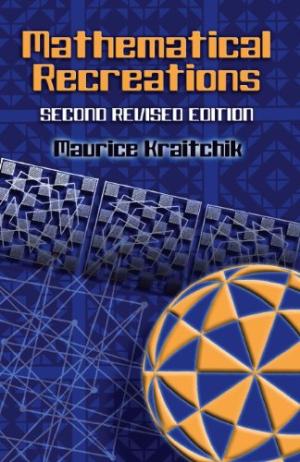 Mathematical
Recreations
SECOND REVISED EDITION
Maurice Kraitchik